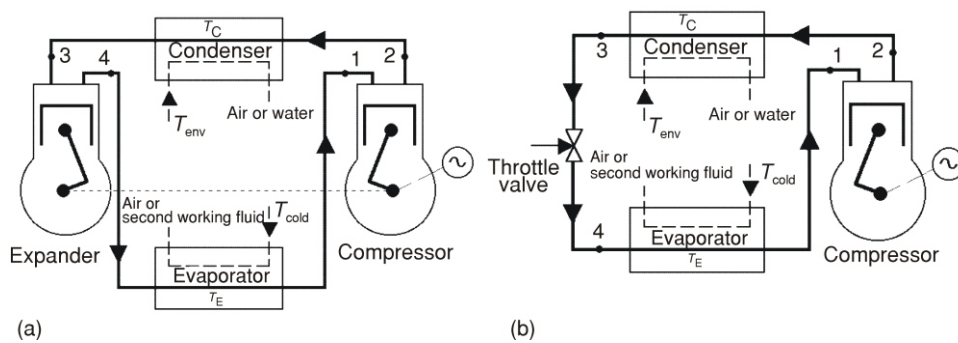 T_C
Condenser
3
4
1
2
Air or water
T_env
Air or
second working fluid
T_cold
Expander
Compressor
Evaporator
T_E
(a)
T_C
Condenser
3
1
2
Air or water
T_env
Throttle
valve
Air or
second working fluid
T_cold
4
Evaporator
T_E
Compressor
(b)